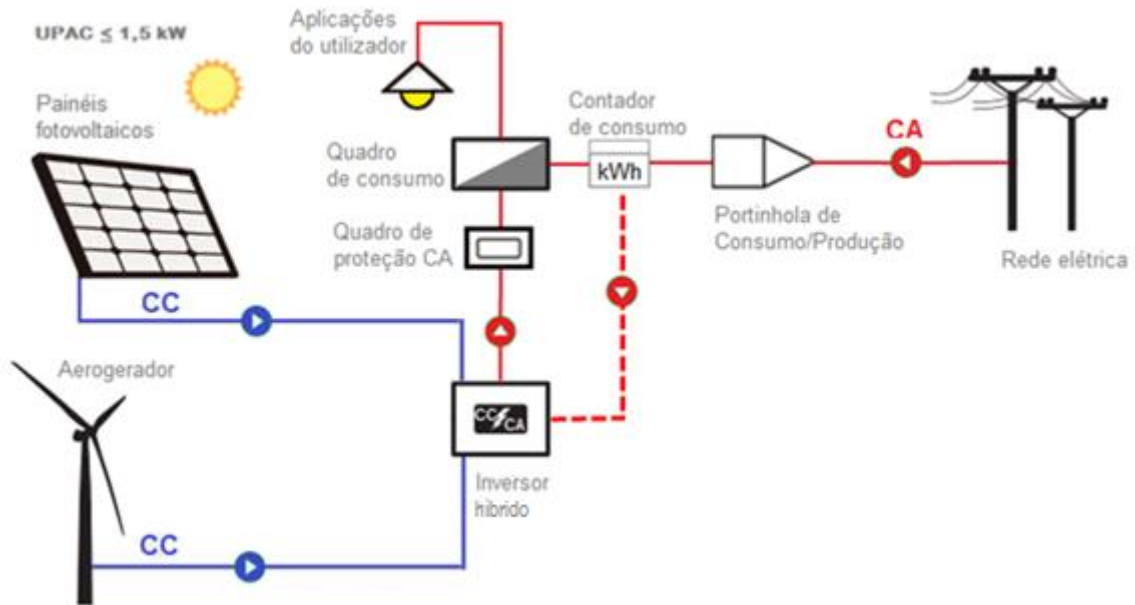 UPAC ≤ 1,5 kW
Aplicações
do utilizador
Painéis
fotovoltaicos
Contador
de consumo
CA
Quadro
de consumo
kWh
Quadro de
proteção CA
Portinhola de
Consumo/Produção
Rede elétrica
CC
Aerogerador
CC
CA
Inversor
híbrido
CC